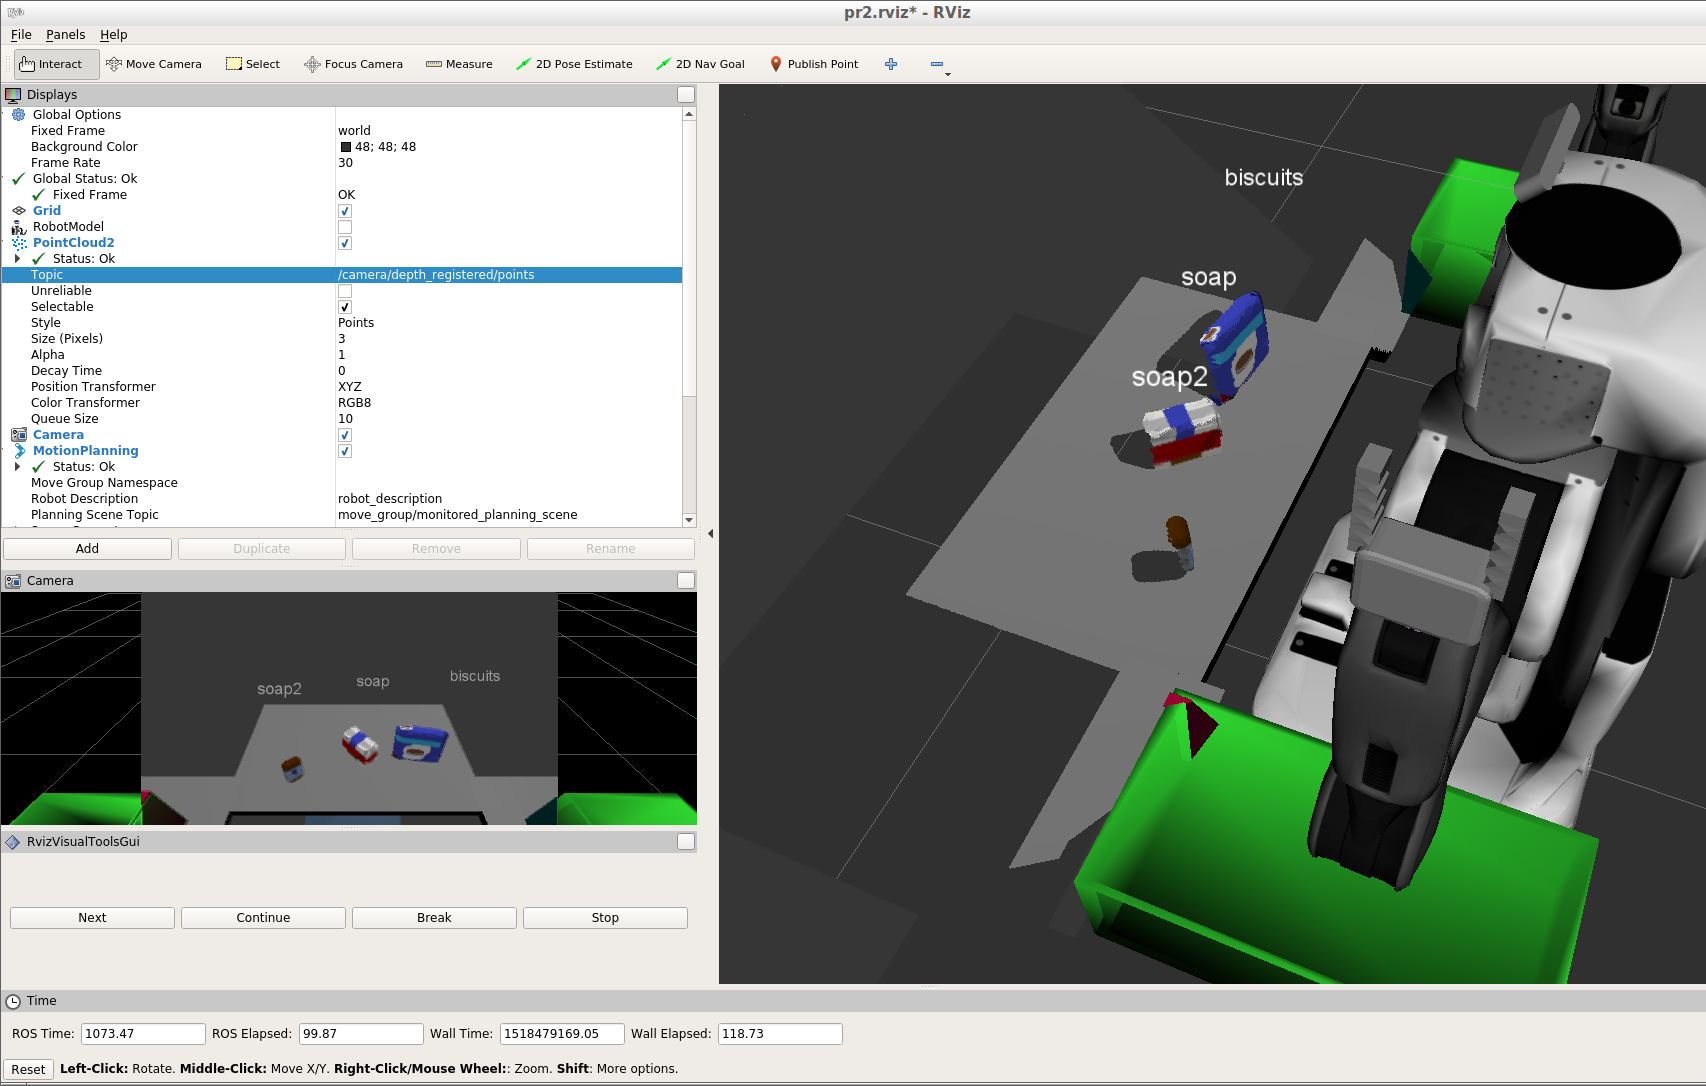 pr2.rviz* - RViz
File Panels Help
Interact Move Camera Select Focus Camera Measure 2D Pose Estimate 2D Nav Goal Publish Point
Displays
Global Options
Fixed Frame world
Background Color 48; 48; 48
Frame Rate 30
Global Status: Ok
Fixed Frame OK
Grid
RobotModel
PointCloud2
Status: Ok
Topic /camera/depth_registered/points
Unreliable
Selectable
Style Points
Size (Pixels) 3
Alpha 1
Decay Time 0
Position Transformer XYZ
Color Transformer RGB8
Queue Size 10
Camera
MotionPlanning
Status: Ok
Move Group Namespace
Robot Description robot_description
Planning Scene Topic move_group/monitored_planning_scene
Add Duplicate Remove Rename
Camera
soap2 soap biscuits
RvizVisualToolsGui
Next Continue Break Stop
biscuits
soap
soap2
Time
ROS Time: 1073.47 ROS Elapsed: 99.87 Wall Time: 1518479169.05 Wall Elapsed: 118.73
Reset Left-Click: Rotate. Middle-Click: Move X/Y. Right-Click/Mouse Wheel:: Zoom. Shift: More options.